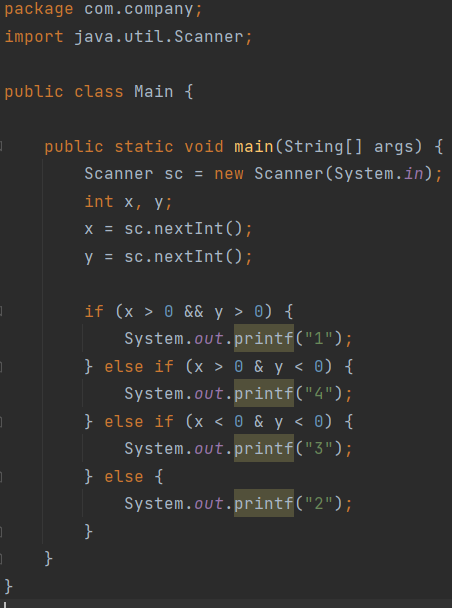 package com.company;
import java.util.Scanner;
public class Main {
public static void main(String[] args) {
Scanner sc = new Scanner(System.in);
int x, y;
x = sc.nextInt();
y = sc.nextInt();
if (x > 0 && y > 0) {
System.out.printf("1");
} else if (x > 0 & y < 0) {
System.out.printf("4");
} else if (x < 0 & y < 0) {
System.out.printf("3");
} else {
System.out.printf("2");
}
}
}